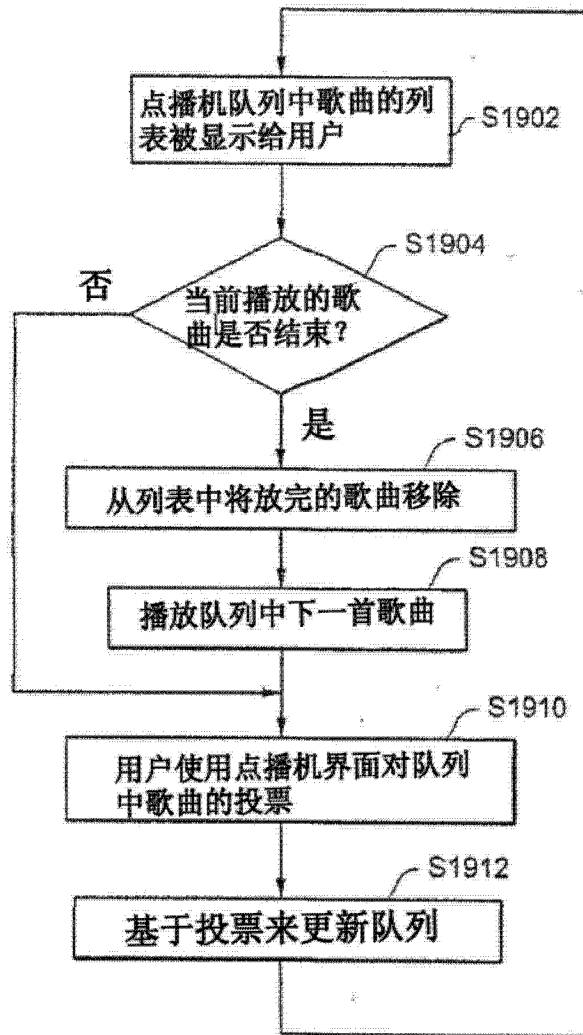 点播机队列中歌曲的列
表被显示给用户
S1902
S1904
否
当前播放的歌
曲是否结束？
是
S1906
从列表中将放完的歌曲移除
S1908
播放队列中下一首歌曲
S1910
用户使用点播机界面对队列
中歌曲的投票
S1912
基于投票来更新队列